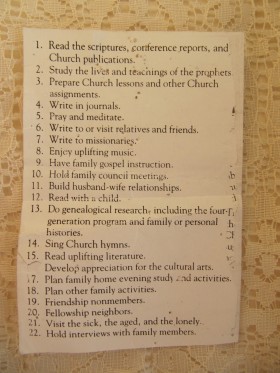 1. Read the scriptures, conference reports, and
Church publications.
2. Study the lives and teachings of the prophets.
3. Prepare Church lessons and other Church
assignments.
4. Write in journals.
5. Pray and meditate.
6. Write to or visit relatives and friends.
7. Write to missionaries.
8. Enjoy uplifting music.
9. Have family gospel instruction.
10. Hold family council meetings.
11. Build husband-wife relationships.
12. Read with a child.
13. Do genealogical research, including the four-
generation program and family or personal
histories.
14. Sing Church hymns.
15. Read uplifting literature.
Develop appreciation for the cultural arts.
17. Plan family home evening study and activities.
18. Plan other family activities.
19. Friendship nonmembers.
20. Fellowship neighbors.
21. Visit the sick, the aged, and the lonely.
22. Hold interviews with family members.